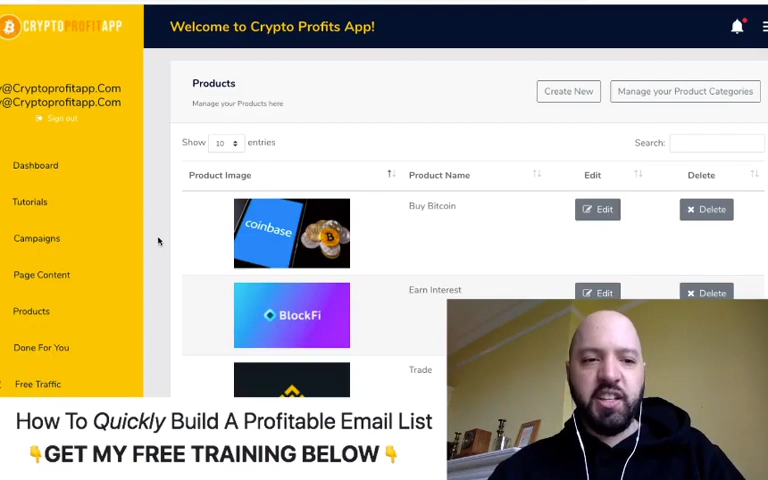 CRYPTOPROFITAPP
Welcome to Crypto Profits App!
y@Cryptoprofitapp.Com
y@Cryptoprofitapp.Com
Sign out
Dashboard
Tutorials
Campaigns
Page Content
Products
Done For You
Free Traffic
Products
Manage your Products here
Create New
Manage your Product Categories
Show 10 entries
Search:
Product Image
Product Name
Edit
Delete
coinbase
Buy Bitcoin
Edit
Delete
BlockFi
Earn Interest
Edit
Delete
Trade
How To Quickly Build A Profitable Email List
👇GET MY FREE TRAINING BELOW👇